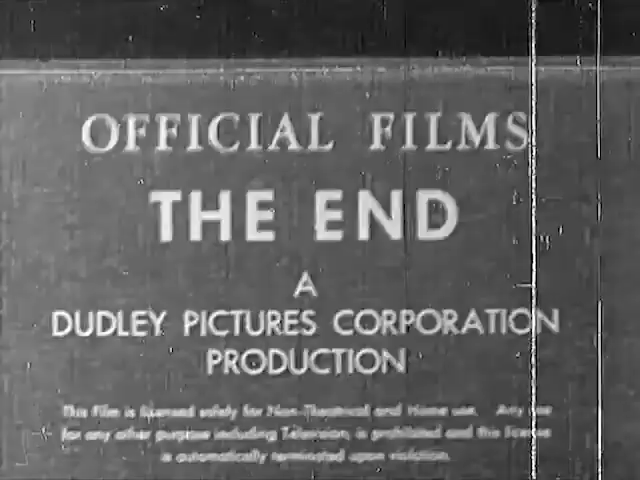 OFFICIAL FILMS
THE END
A
DUDLEY PICTURES CORPORATION
PRODUCTION
This Film is licensed solely for Non-Theatrical and Home use. Any use
for any other purpose including Television, is prohibited and this license
is automatically terminated upon violation.